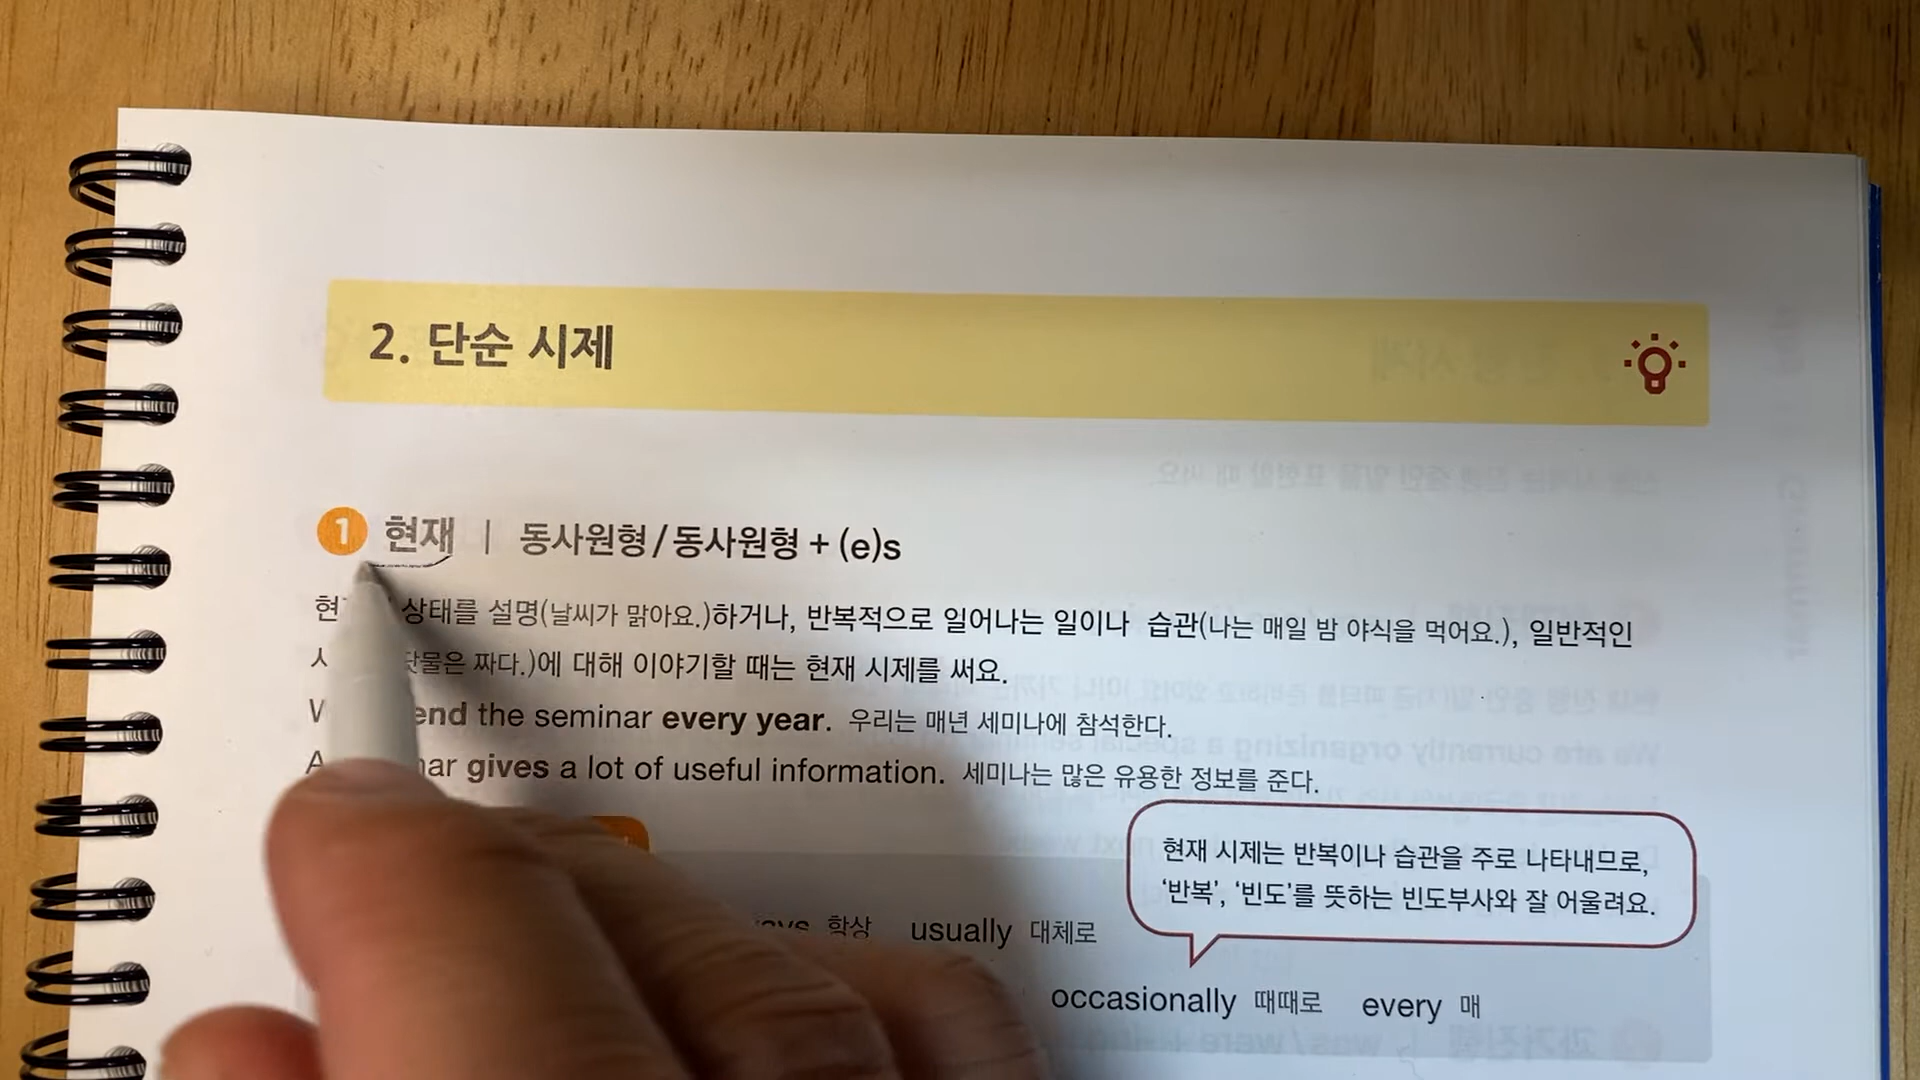 2. 단순 시제
1 현재 | 동사원형/동사원형 + (e)s
상태를 설명(날씨가 맑아요.)하거나, 반복적으로 일어나는 일이나 습관(나는 매일 밤 야식을 먹어요.), 일반적인
짜다.)에 대해 이야기할 때는 현재 시제를 써요.
the seminar every year. 우리는 매년 세미나에 참석한다.
gives a lot of useful information. 세미나는 많은 유용한 정보를 준다.
현재 시제는 반복이나 습관을 주로 나타내므로,
‘반복’, ‘빈도’를 뜻하는 빈도부사와 잘 어울려요.
항상 usually 대체로
occasionally 때때로 every 매